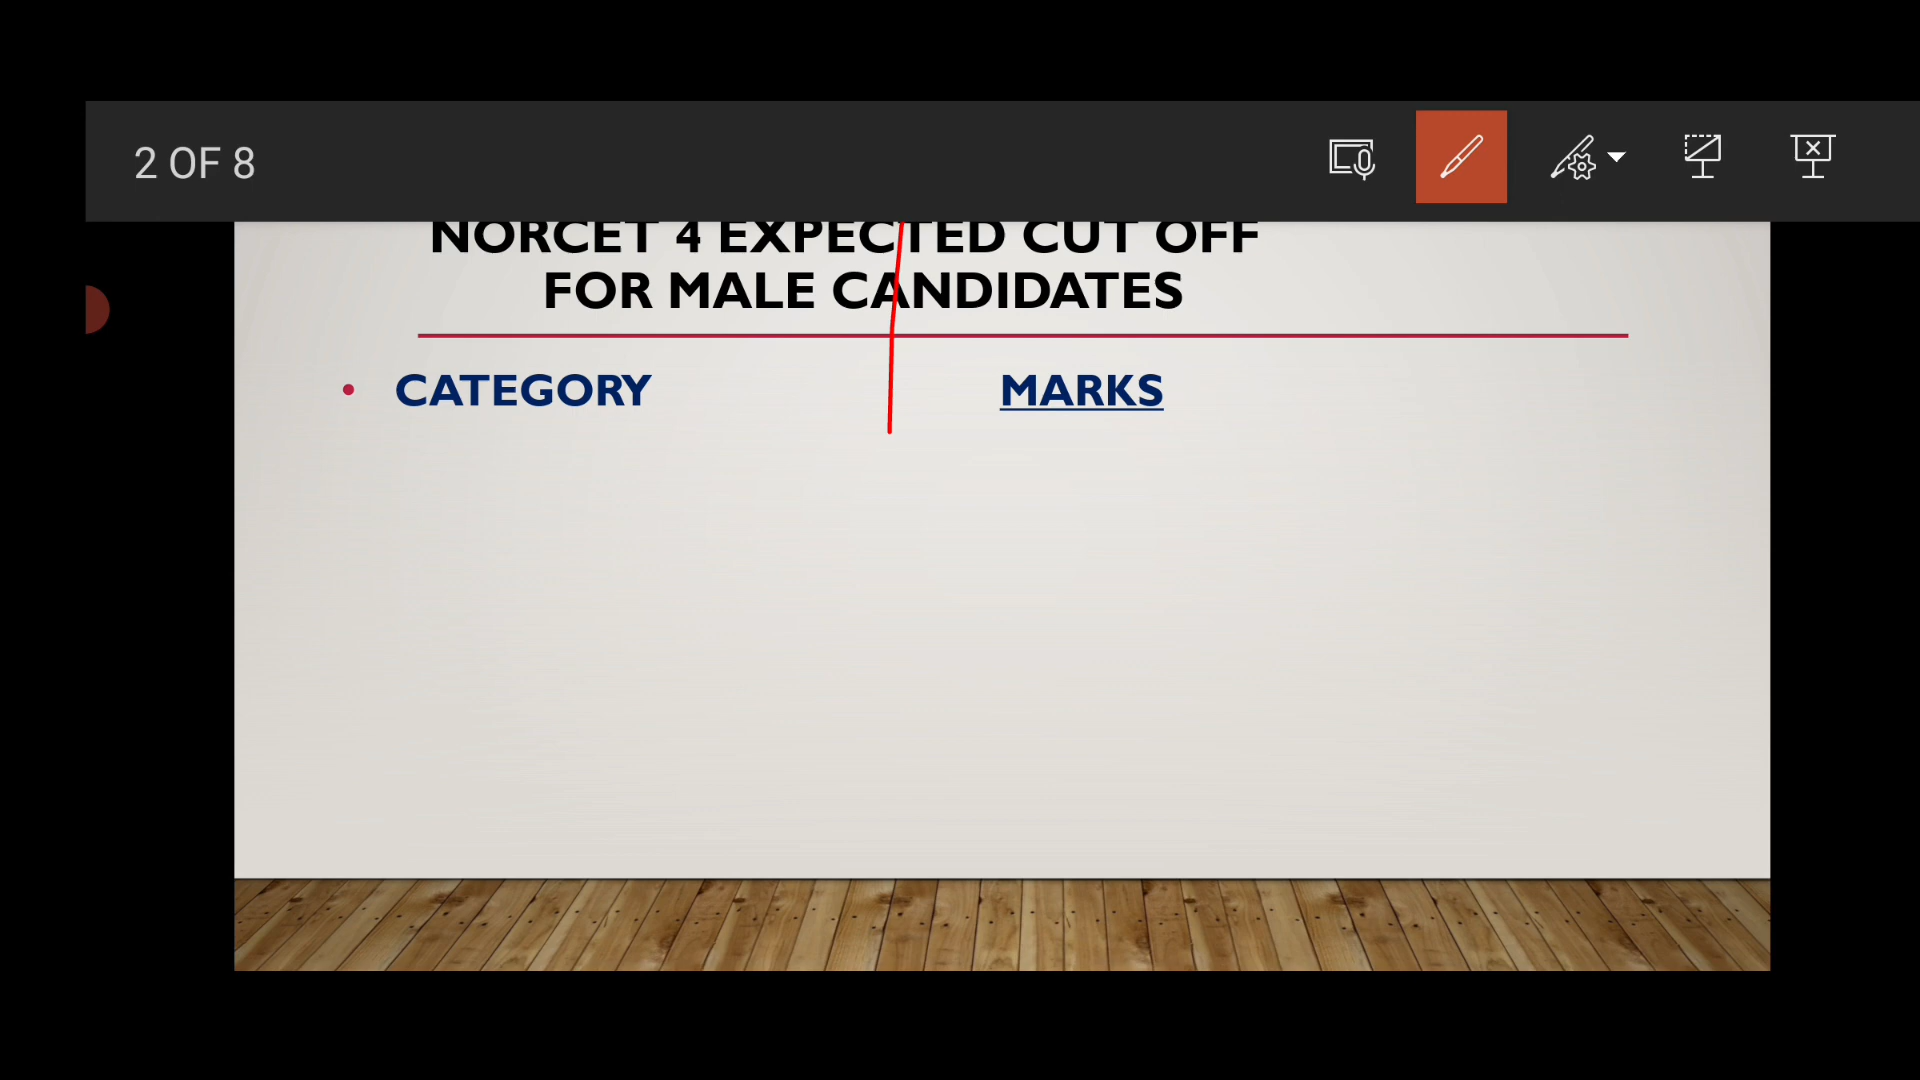 2 OF 8
NORCET 4 EXPECTED CUT OFF
FOR MALE CANDIDATES
• CATEGORY MARKS